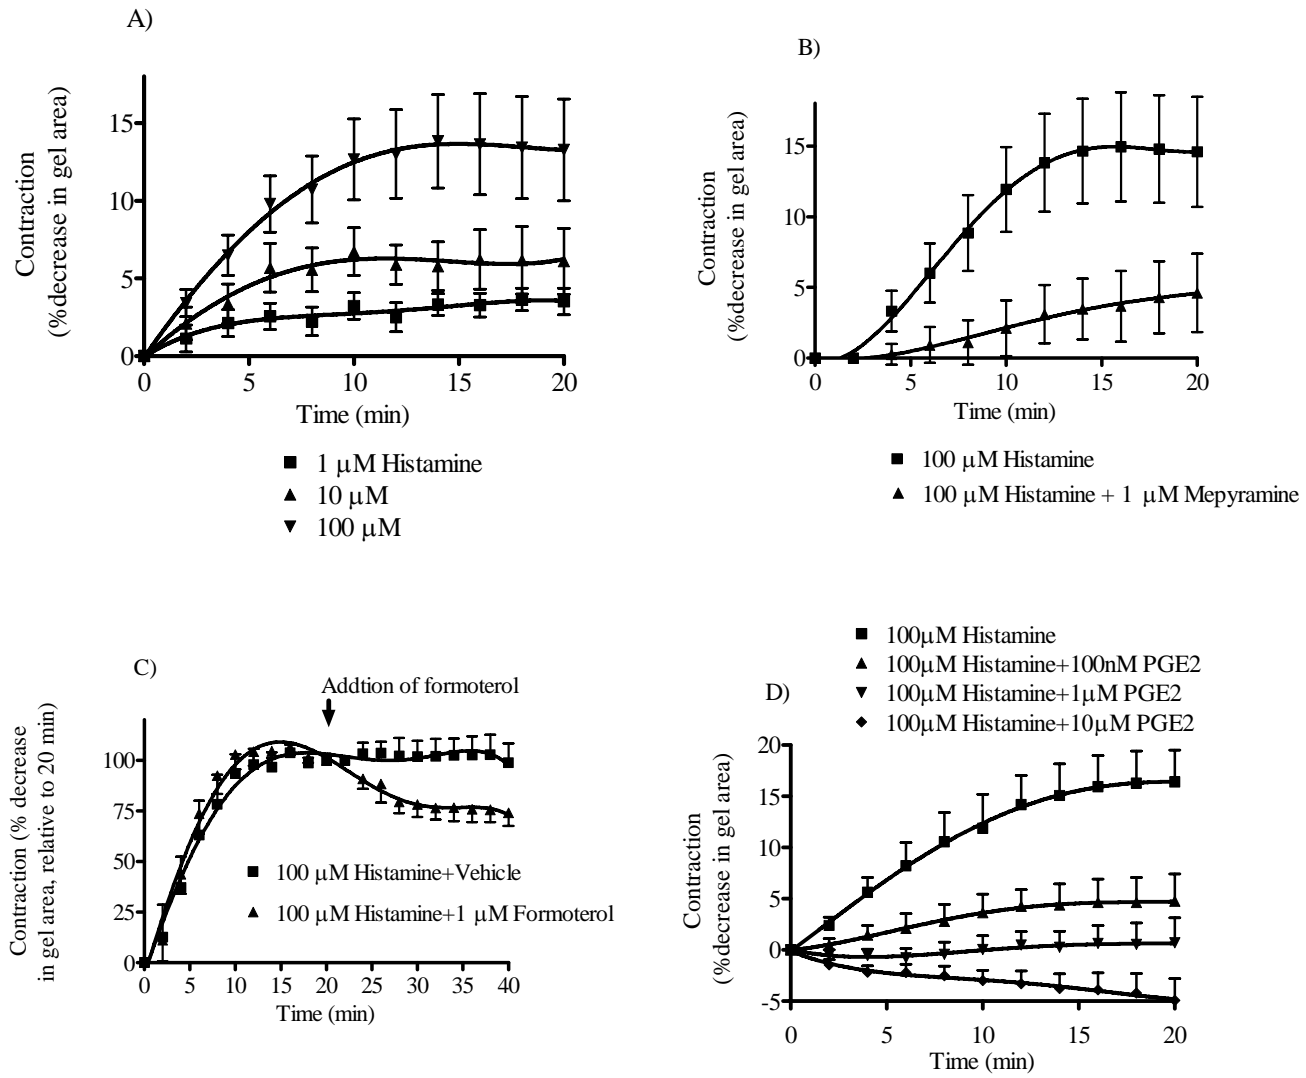 A)
Contraction
(%decrease in gel area)
15
10
5
0
0 5 10 15 20
Time (min)
1 μM Histamine
10 μM
100 μM
B)
Contraction
(%decrease in gel area)
15
10
5
0
0 5 10 15 20
Time (min)
100 μM Histamine
100 μM Histamine + 1 μM Mepyramine
C)
Addtion of formoterol
Contraction (% decrease
in gel area, relative to 20 min)
100
75
50
25
0
0 5 10 15 20 25 30 35 40
Time (min)
100 μM Histamine+Vehicle
100 μM Histamine+1 μM Formoterol
100μM Histamine
100μM Histamine+100nM PGE2
100μM Histamine+1μM PGE2
100μM Histamine+10μM PGE2
D)
Contraction
(%decrease in gel area)
20
15
10
5
0
-5
0 5 10 15 20
Time (min)